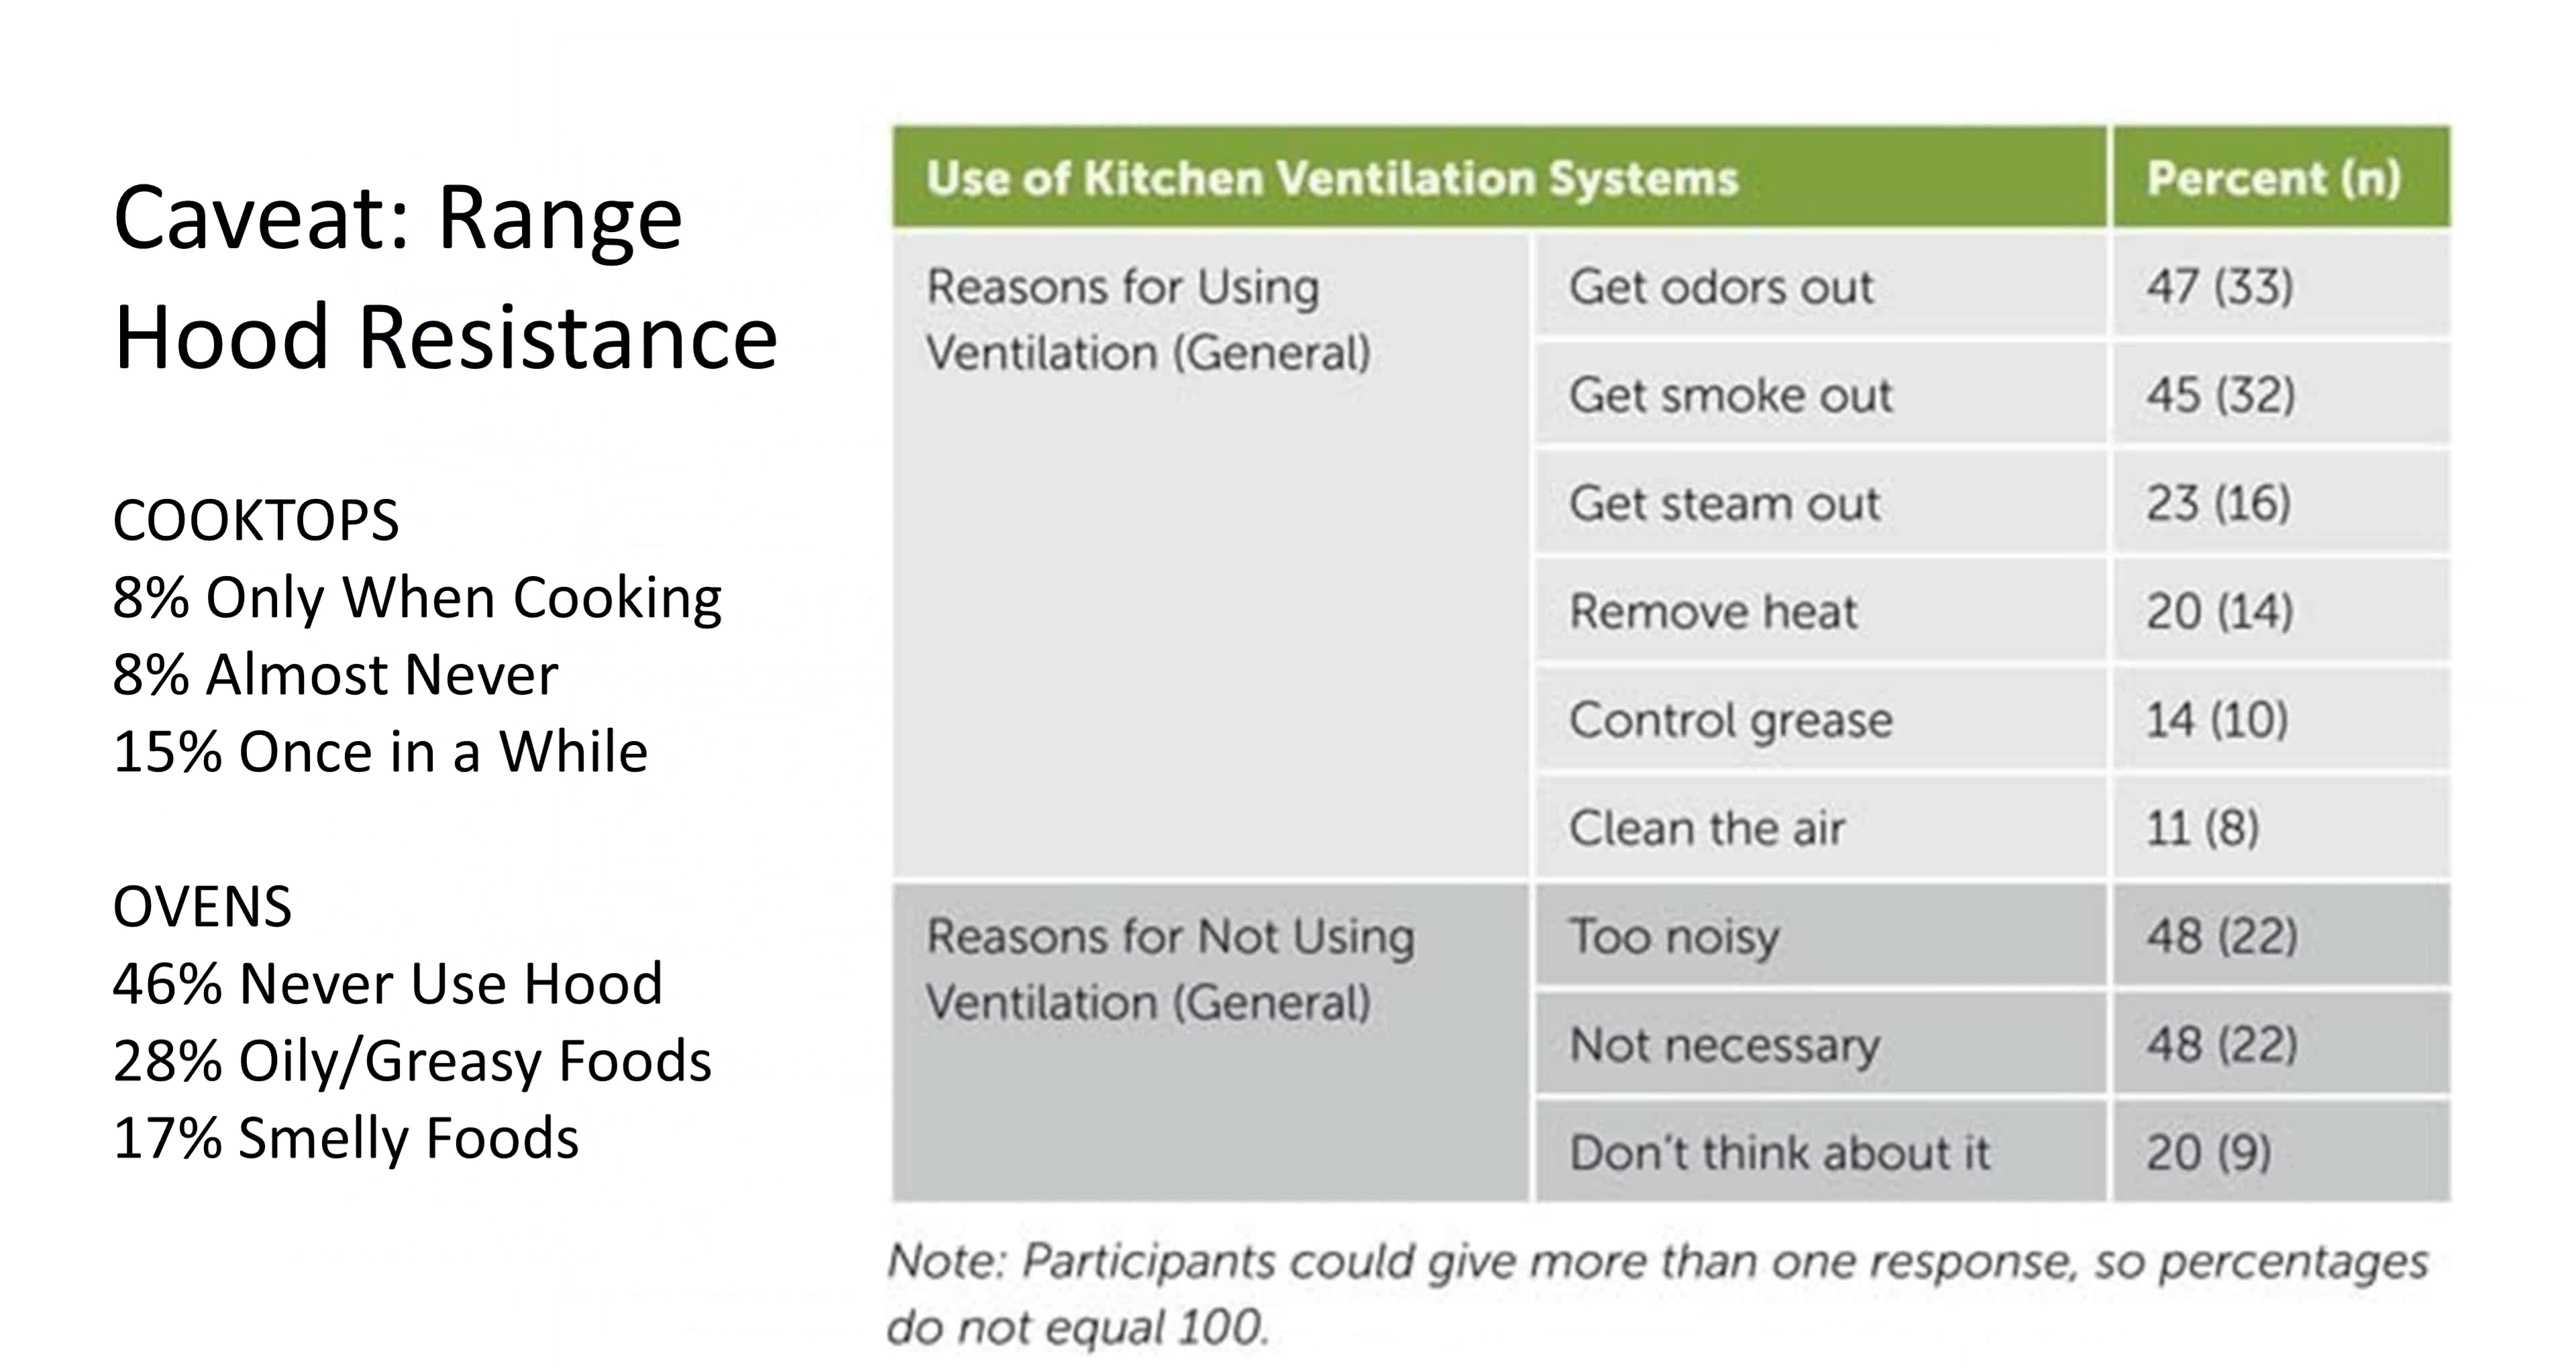 Caveat: Range
Hood Resistance
COOKTOPS
8% Only When Cooking
8% Almost Never
15% Once in a While
OVENS
46% Never Use Hood
28% Oily/Greasy Foods
17% Smelly Foods
Use of Kitchen Ventilation Systems Percent (n)
Reasons for Using
Ventilation (General)
Get odors out 47 (33)
Get smoke out 45 (32)
Get steam out 23 (16)
Remove heat 20 (14)
Control grease 14 (10)
Clean the air 11 (8)
Reasons for Not Using
Ventilation (General)
Too noisy 48 (22)
Not necessary 48 (22)
Don't think about it 20 (9)
Note: Participants could give more than one response, so percentages
do not equal 100.